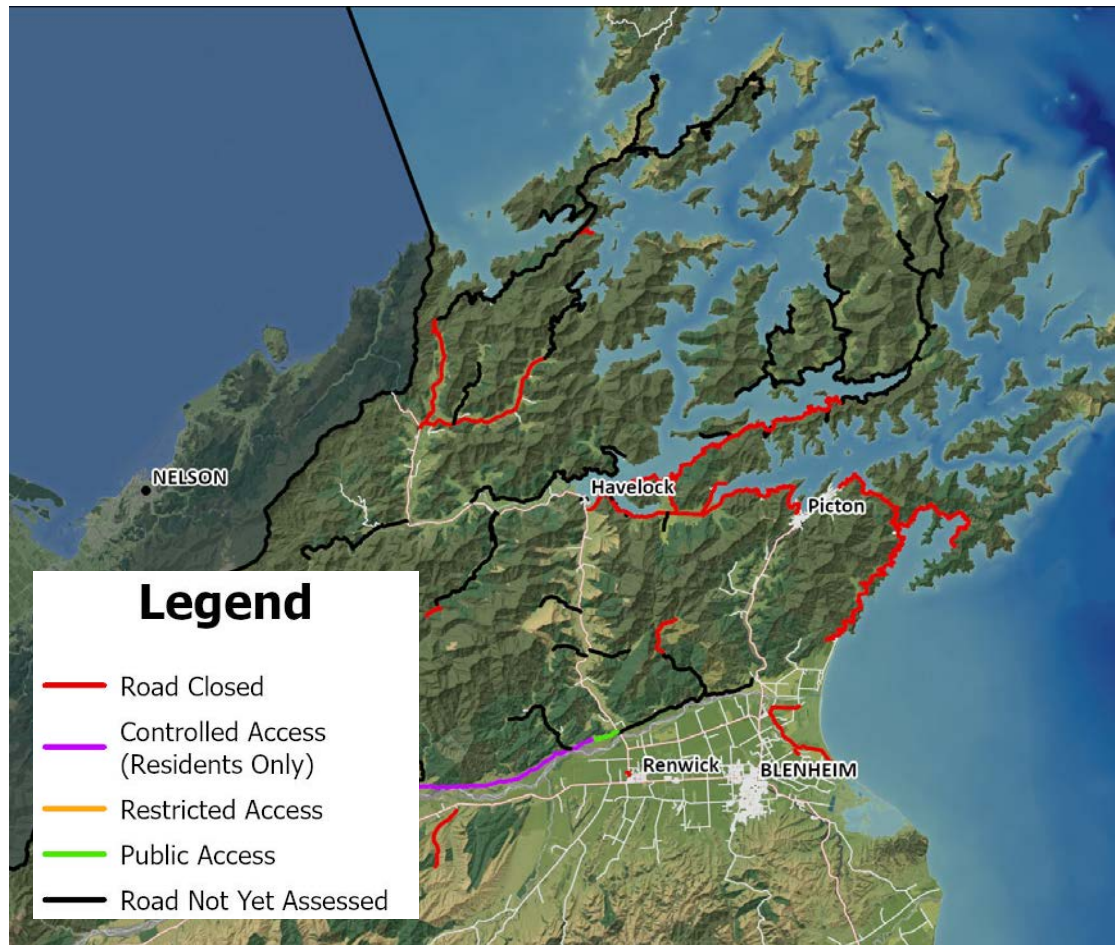 NELSON
Havelock
Picton
Renwick
BLENHEIM
Legend
Road Closed
Controlled Access
(Residents Only)
Restricted Access
Public Access
Road Not Yet Assessed